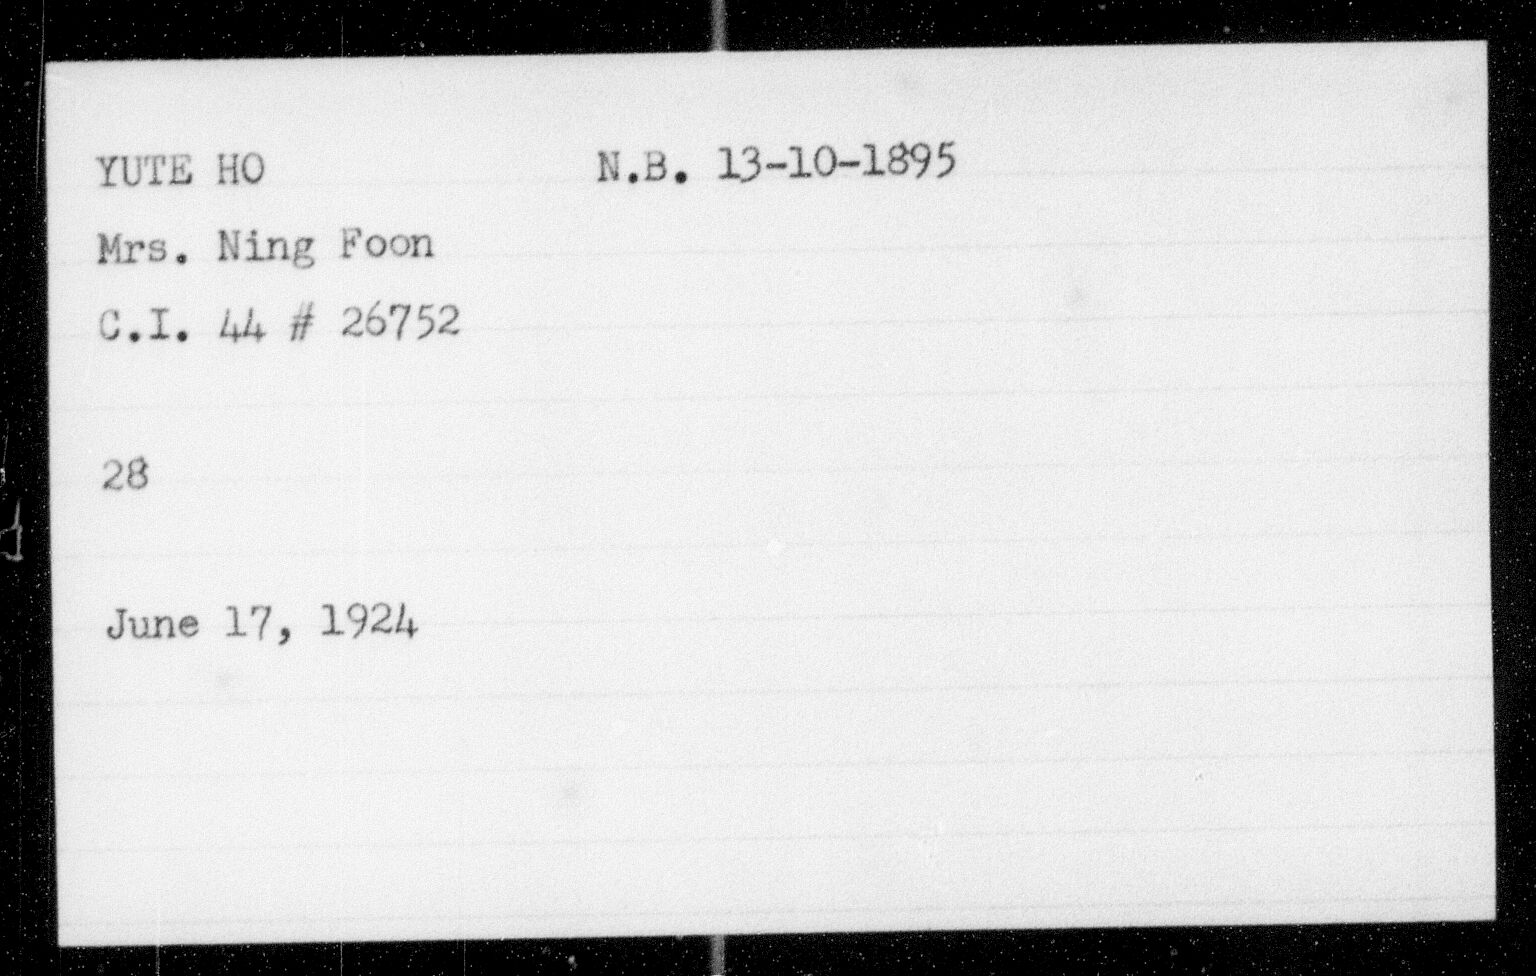 YUTE HO N.B. 13-10-1895
Mrs. Ning Foon
C.I. 44 # 26752
28
June 17, 1924